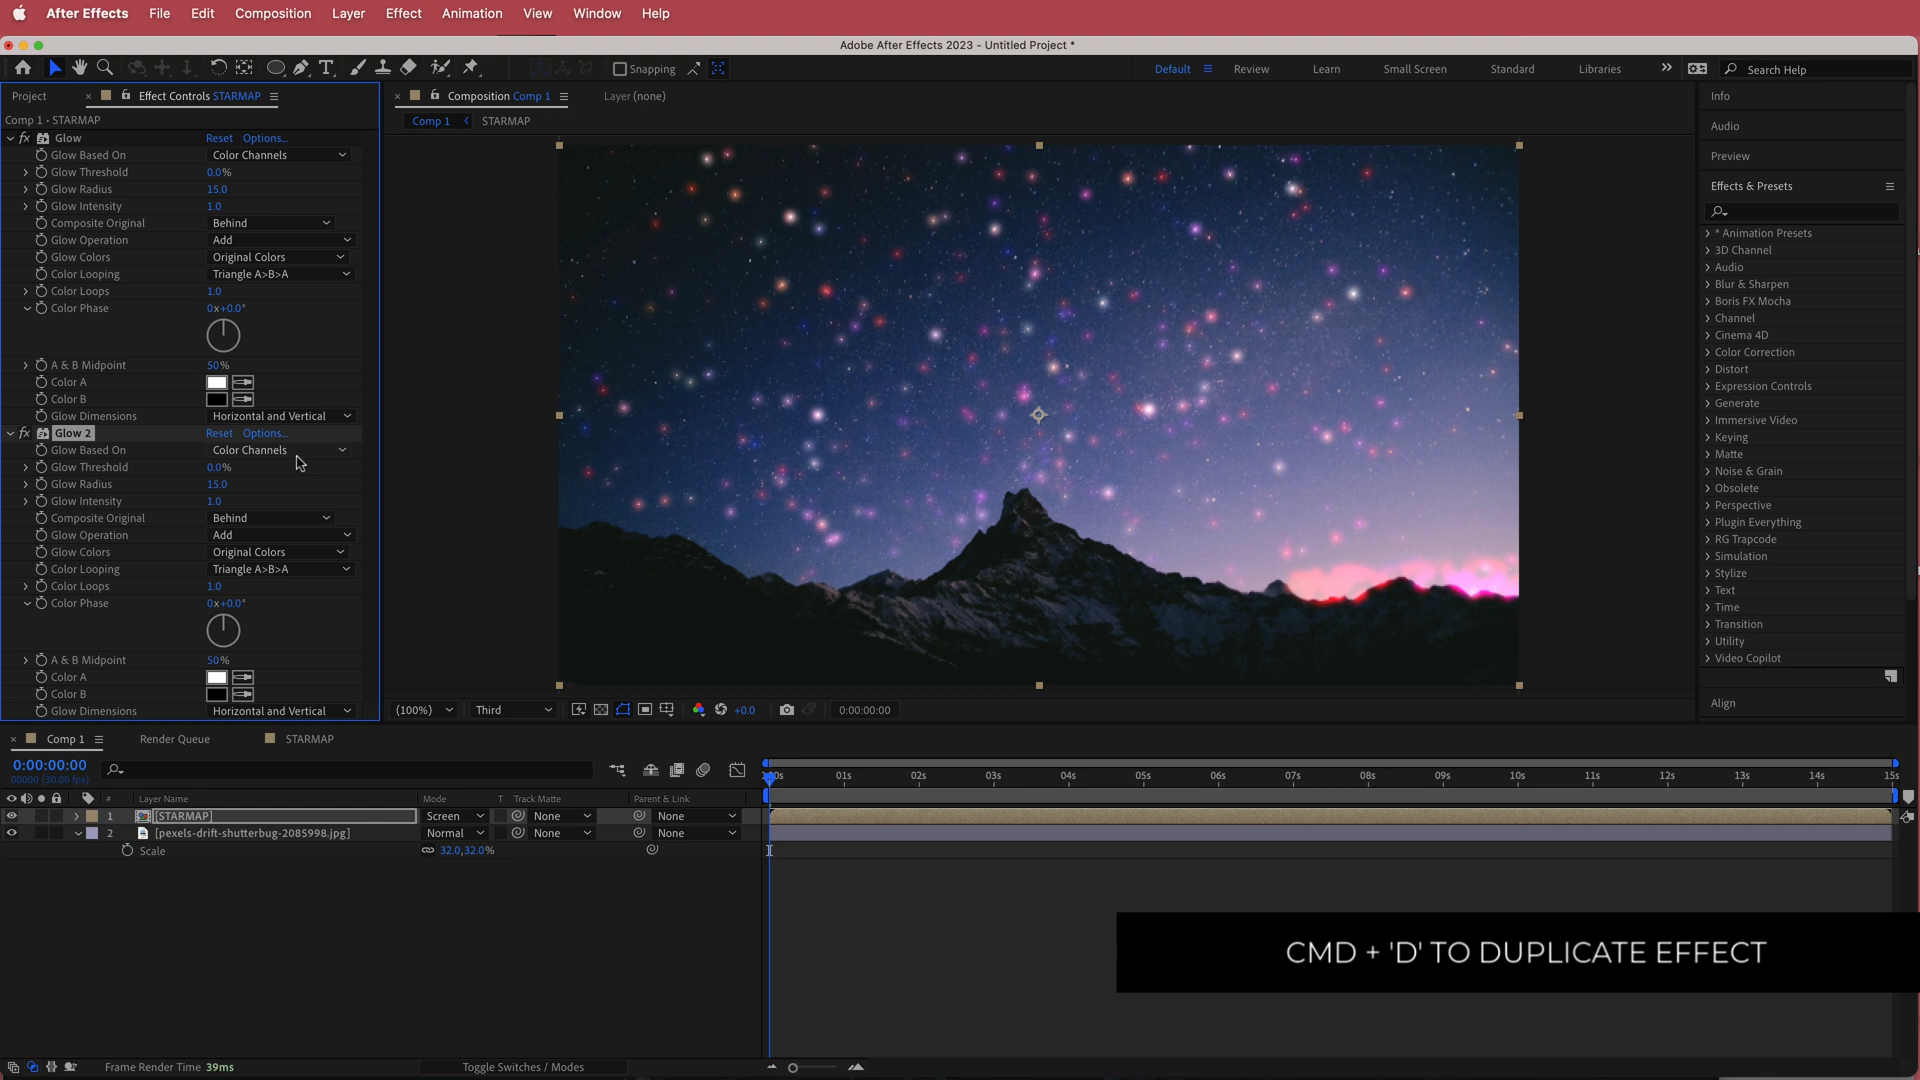 After Effects File Edit Composition Layer Effect Animation View Window Help
Adobe After Effects 2023 - Untitled Project *
Snapping
Default Review Learn Small Screen Standard Libraries Search Help
Project Effect Controls STARMAP
Comp 1 • STARMAP
fx Glow Reset Options...
Glow Based On Color Channels
Glow Threshold 0.0%
Glow Radius 15.0
Glow Intensity 1.0
Composite Original Behind
Glow Operation Add
Glow Colors Original Colors
Color Looping Triangle A>B>A
Color Loops 1.0
Color Phase 0x+0.0°
A & B Midpoint 50%
Color A
Color B
Glow Dimensions Horizontal and Vertical
fx Glow 2 Reset Options...
Glow Based On Color Channels
Glow Threshold 0.0%
Glow Radius 15.0
Glow Intensity 1.0
Composite Original Behind
Glow Operation Add
Glow Colors Original Colors
Color Looping Triangle A>B>A
Color Loops 1.0
Color Phase 0x+0.0°
A & B Midpoint 50%
Color A
Color B
Glow Dimensions Horizontal and Vertical
Composition Comp 1 Layer (none)
Comp 1 STARMAP
(100%) Third +0.0 0:00:00:00
Info
Audio
Preview
Effects & Presets
* Animation Presets
3D Channel
Audio
Blur & Sharpen
Boris FX Mocha
Channel
Cinema 4D
Color Correction
Distort
Expression Controls
Generate
Immersive Video
Keying
Matte
Noise & Grain
Obsolete
Perspective
Plugin Everything
RG Trapcode
Simulation
Stylize
Text
Time
Transition
Utility
Video Copilot
Align
Comp 1 Render Queue STARMAP
0:00:00:00
00000 (30.00 fps)
00s 01s 02s 03s 04s 05s 06s 07s 08s 09s 10s 11s 12s 13s 14s 15s
# Layer Name Mode T Track Matte Parent & Link
1 [STARMAP] Screen None None
2 [pexels-drift-shutterbug-2085998.jpg] Normal None None
Scale 32.0,32.0%
CMD + 'D' TO DUPLICATE EFFECT
Frame Render Time 39ms Toggle Switches / Modes